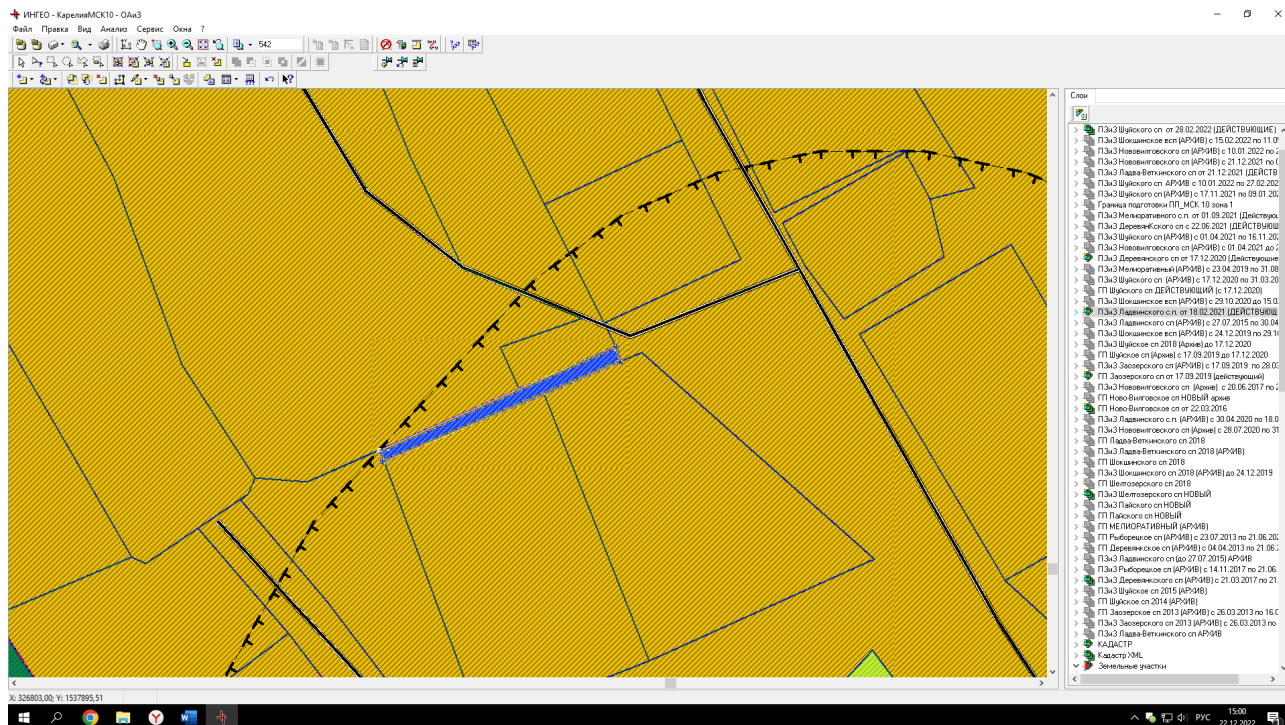 ИНГЕО - КарелияМСК10 - ОАиЗ
Файл Правка Вид Анализ Сервис Окна ?
542
Слои
ПЗиЗ Шуйского сп от 28.02.2022 (ДЕЙСТВУЮЩИЕ)
ПЗиЗ Шокшинское всп (АРХИВ) с 15.02.2022 по 11.0
ПЗиЗ Нововилговского сп (АРХИВ) с 10.01.2022 по 2
ПЗиЗ Нововилговского сп (АРХИВ) с 21.12.2021 по 0
ПЗиЗ Ладва-Веткинского сп от 21.12.2021 (ДЕЙСТВ
ПЗиЗ Шуйского сп АРХИВ с 10.01.2022 по 27.02.202
ПЗиЗ Шуйского сп (АРХИВ) с 17.11.2021 по 09.01.20
Граница подготовки ПП_МСК 10 зона 1
ПЗиЗ Мелиоративного с.п. от 01.09.2021 (Действующ
ПЗиЗ ДеревянКского сп с 22.06.2021 (ДЕЙСТВУЮЩ
ПЗиЗ Шуйского сп (АРХИВ) с 01.04.2021 по 16.11.20
ПЗиЗ Нововилговского сп (АРХИВ) с 01.04.2021 до 2
ПЗиЗ Деревянского сп от 17.12.2020 (Действующие
ПЗиЗ Мелиоративный (АРХИВ) с 23.04.2019 по 31.08
ПЗиЗ Шуйского сп (АРХИВ) с 17.12.2020 по 31.03.20
ГП Шуйского сп ДЕЙСТВУЮЩИЙ (с 17.12.2020)
ПЗиЗ Шокшинское всп (АРХИВ) с 29.10.2020 до 15.0
ПЗиЗ Ладвинского с.п. от 18.02.2021 (ДЕЙСТВУЮЩ
ПЗиЗ Ладвинского сп (АРХИВ) с 27.07.2015 по 30.04
ПЗиЗ Шокшинское всп (АРХИВ) с 24.12.2019 по 29.1
ПЗиЗ Шуйское сп 2018 (Архив) до 17.12.2020
ГП Шуйское сп (Архив) с 17.09.2019 до 17.12.2020
ПЗиЗ Заозерского сп (АРХИВ) с 17.09.2019 по 28.0
ГП Заозерского сп от 17.09.2019 (действующий)
ПЗиЗ Нововилговского сп (Архив) с 20.06.2017 по 2
ГП Ново-Вилговское сп НОВЫЙ архив
ГП Ново-Вилговское сп от 22.03.2016
ПЗиЗ Ладвинского с.п. (АРХИВ) с 30.04.2020 по 18.0
ПЗиЗ Нововилговского сп (Архив) с 28.07.2020 по 31
ГП Ладва-Веткинского сп 2018
ПЗиЗ Ладва-Веткинского сп 2018 (АРХИВ)
ГП Шокшинского сп 2018
ПЗиЗ Шокшинского сп 2018 (АРХИВ) до 24.12.2019
ГП Шелтозерского сп 2018
ПЗиЗ Шелтозерского сп НОВЫЙ
ПЗиЗ Пайского сп НОВЫЙ
ГП Пайского сп НОВЫЙ
ГП МЕЛИОРАТИВНЫЙ (АРХИВ)
ГП Рыборецкое сп (АРХИВ) с 23.07.2013 по 21.06.20
ГП Деревянкское сп (АРХИВ) с 04.04.2013 по 21.06.
ПЗиЗ Ладвинского сп (до 27.07.2015) АРХИВ
ПЗиЗ Рыборецкое сп (АРХИВ) с 14.11.2017 по 21.06.
ПЗиЗ Деревянкского сп (АРХИВ) с 21.03.2017 по 21.
ПЗиЗ Шуйское сп 2015 (АРХИВ)
ГП Шуйское сп 2014 (АРХИВ)
ГП Заозерское сп 2013 (АРХИВ) с 26.03.2013 по 16.0
ПЗиЗ Заозерского сп 2013 (АРХИВ) с 26.03.2013 по
ПЗиЗ Ладва-Веткинского сп АРХИВ
КАДАСТР
Кадастр XML
Земельные участки
X: 326803,00; Y: 1537895,51
РУС
15:00
22.12.2022